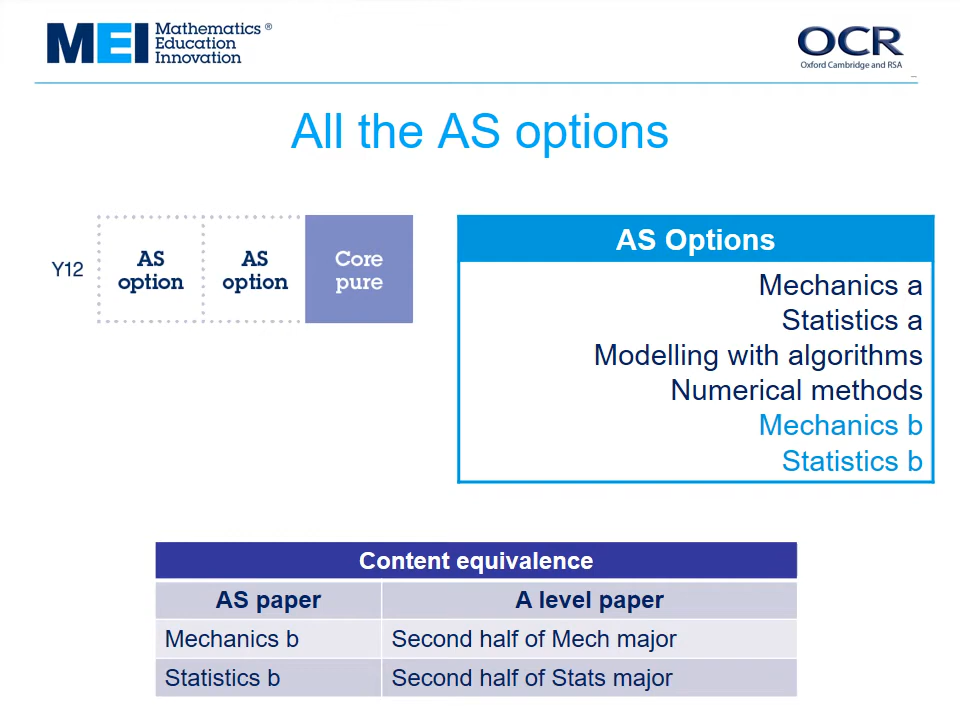 MEI Mathematics ®
Education
Innovation
OCR
Oxford Cambridge and RSA
All the AS options
Y12
AS
option
AS
option
Core
pure
AS Options
Mechanics a
Statistics a
Modelling with algorithms
Numerical methods
Mechanics b
Statistics b
Content equivalence
AS paper A level paper
Mechanics b Second half of Mech major
Statistics b Second half of Stats major